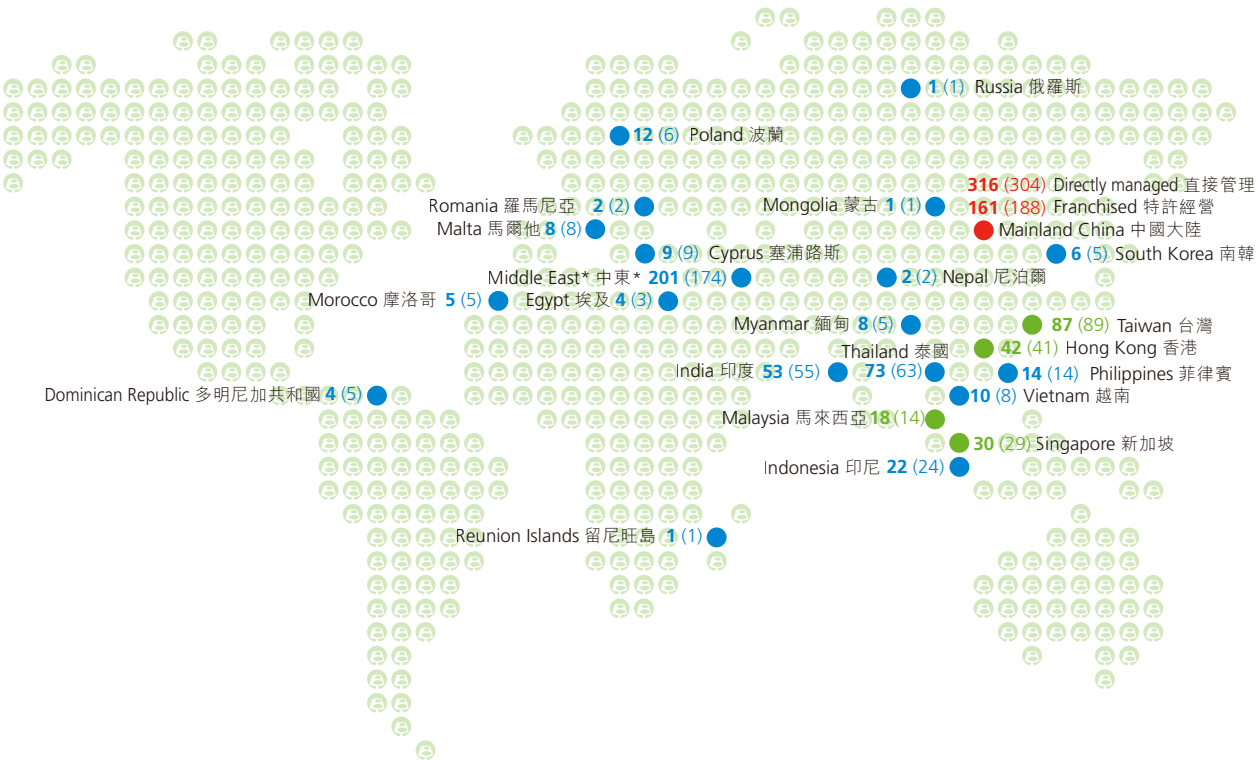 1 (1) Russia 俄羅斯
12 (6) Poland 波蘭
316 (304) Directly managed 直接管理
Romania 羅馬尼亞 2 (2)
Mongolia 蒙古 1 (1)
161 (188) Franchised 特許經營
Malta 馬爾他 8 (8)
Mainland China 中國大陸
9 (9) Cyprus 塞浦路斯
6 (5) South Korea 南韓
Middle East* 中東* 201 (174)
2 (2) Nepal 尼泊爾
Morocco 摩洛哥 5 (5)
Egypt 埃及 4 (3)
Myanmar 緬甸 8 (5)
87 (89) Taiwan 台灣
Thailand 泰國
42 (41) Hong Kong 香港
India 印度 53 (55)
73 (63)
14 (14) Philippines 菲律賓
Dominican Republic 多明尼加共和國 4 (5)
10 (8) Vietnam 越南
Malaysia 馬來西亞 18 (14)
30 (29) Singapore 新加坡
Indonesia 印尼 22 (24)
Reunion Islands 留尼旺島 1 (1)